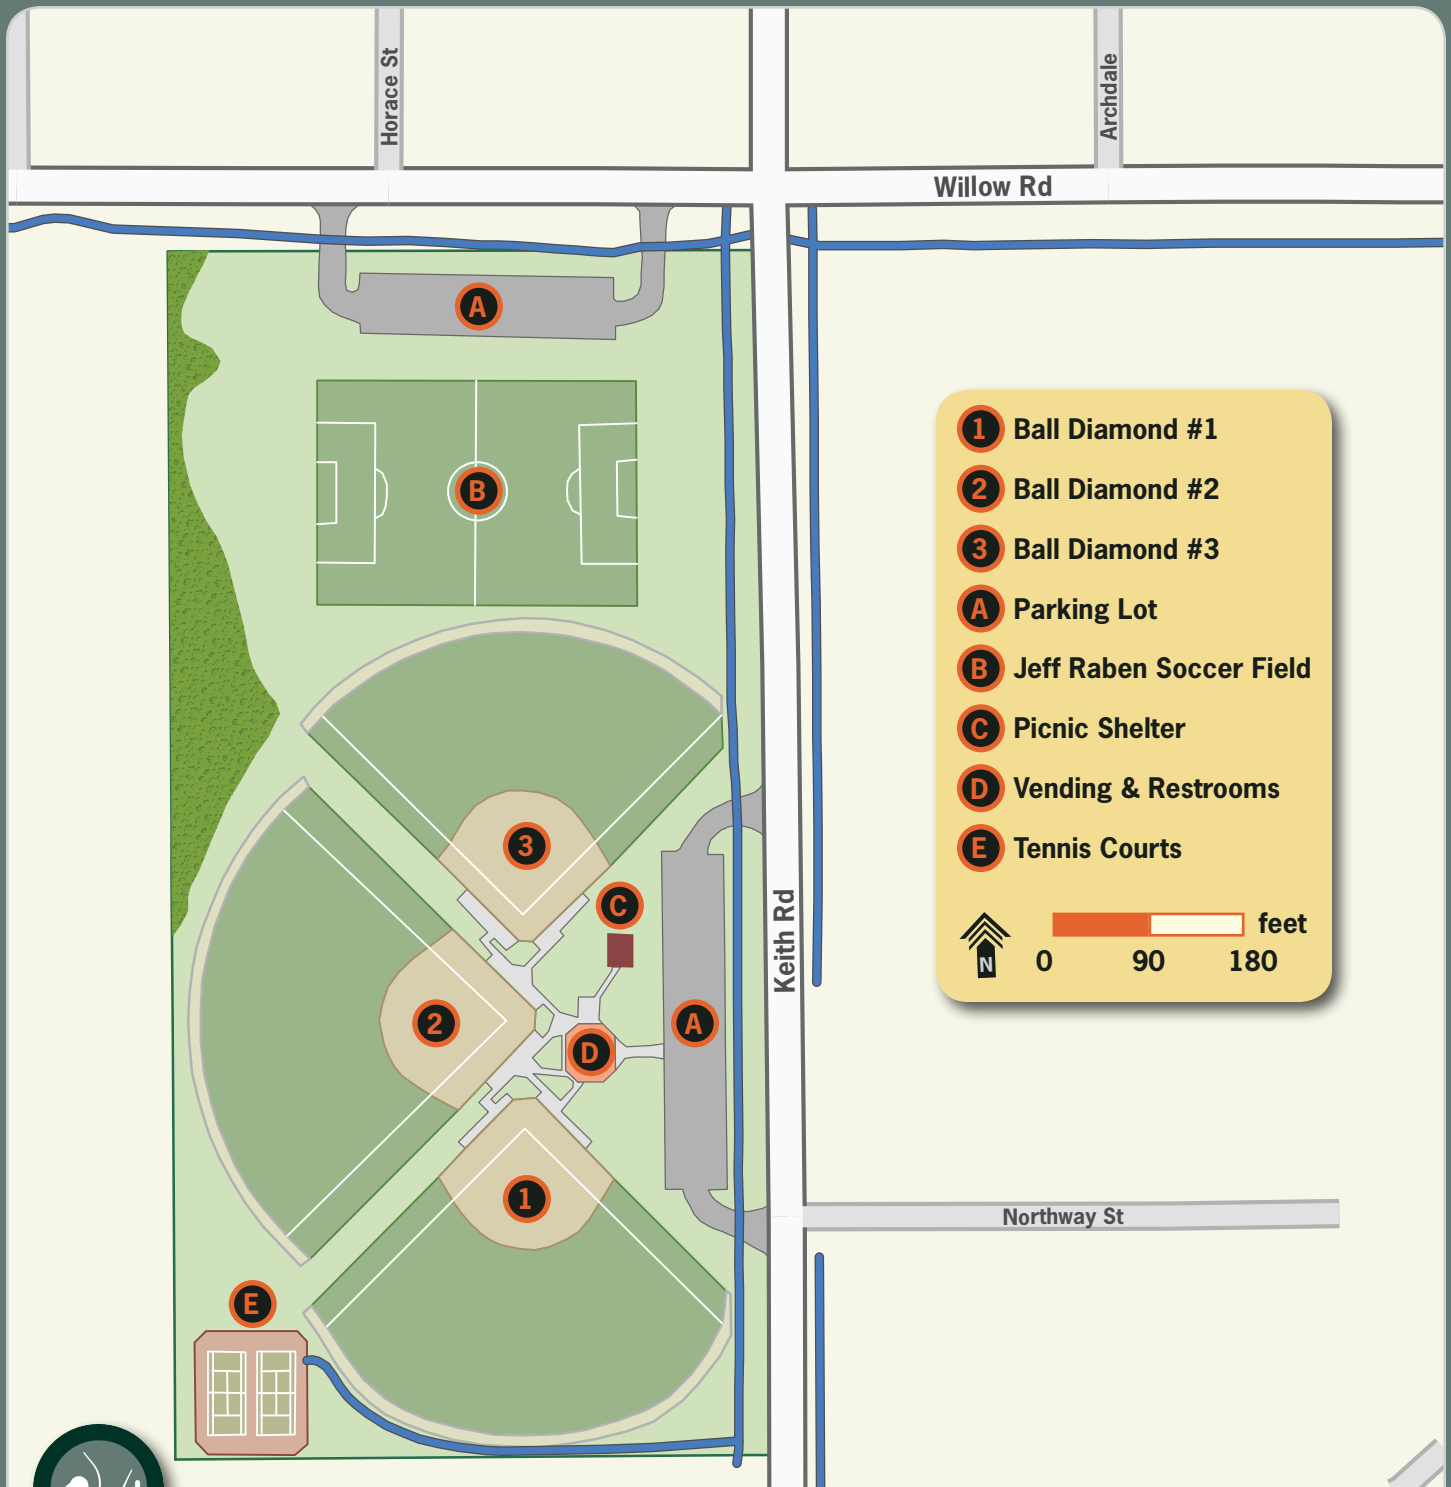 Horace St
Archdale
Willow Rd
A
B
3
C
2
A
D
1
E
Keith Rd
Northway St
1 Ball Diamond #1
2 Ball Diamond #2
3 Ball Diamond #3
A Parking Lot
B Jeff Raben Soccer Field
C Picnic Shelter
D Vending & Restrooms
E Tennis Courts
feet
N 0 90 180